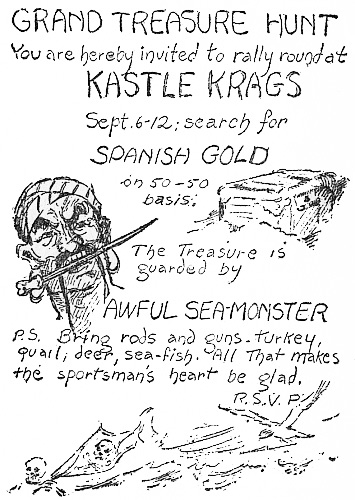 GRAND TREASURE HUNT
You are hereby invited to rally round at
KASTLE KRAGS
Sept. 6-12; search for
SPANISH GOLD
on 50-50
basis.
The Treasure is
guarded by
AWFUL SEA-MONSTER
P.S. Bring rods and guns. Turkey,
quail, deer, sea-fish. All That makes
the sportsman's heart be glad.
R.S.V.P.